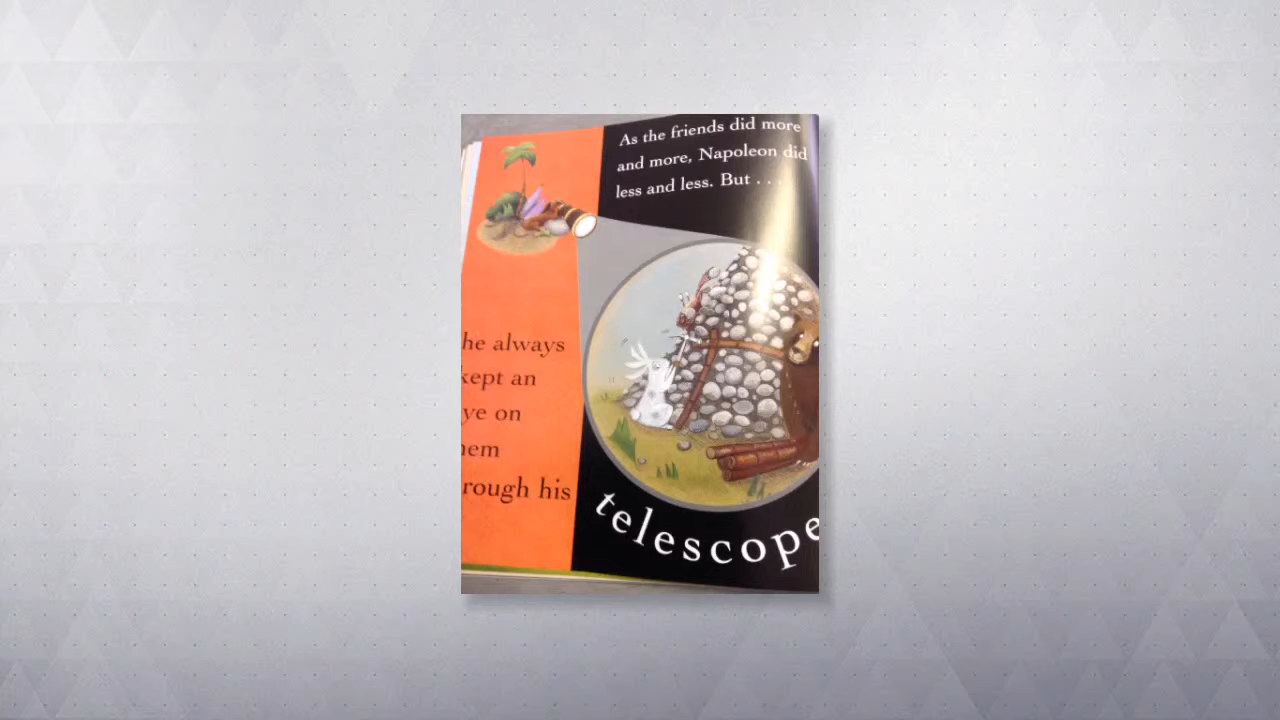 As the friends did more
and more, Napoleon did
less and less. But . . .
he always
kept an
ye on
hem
rough his
telescope